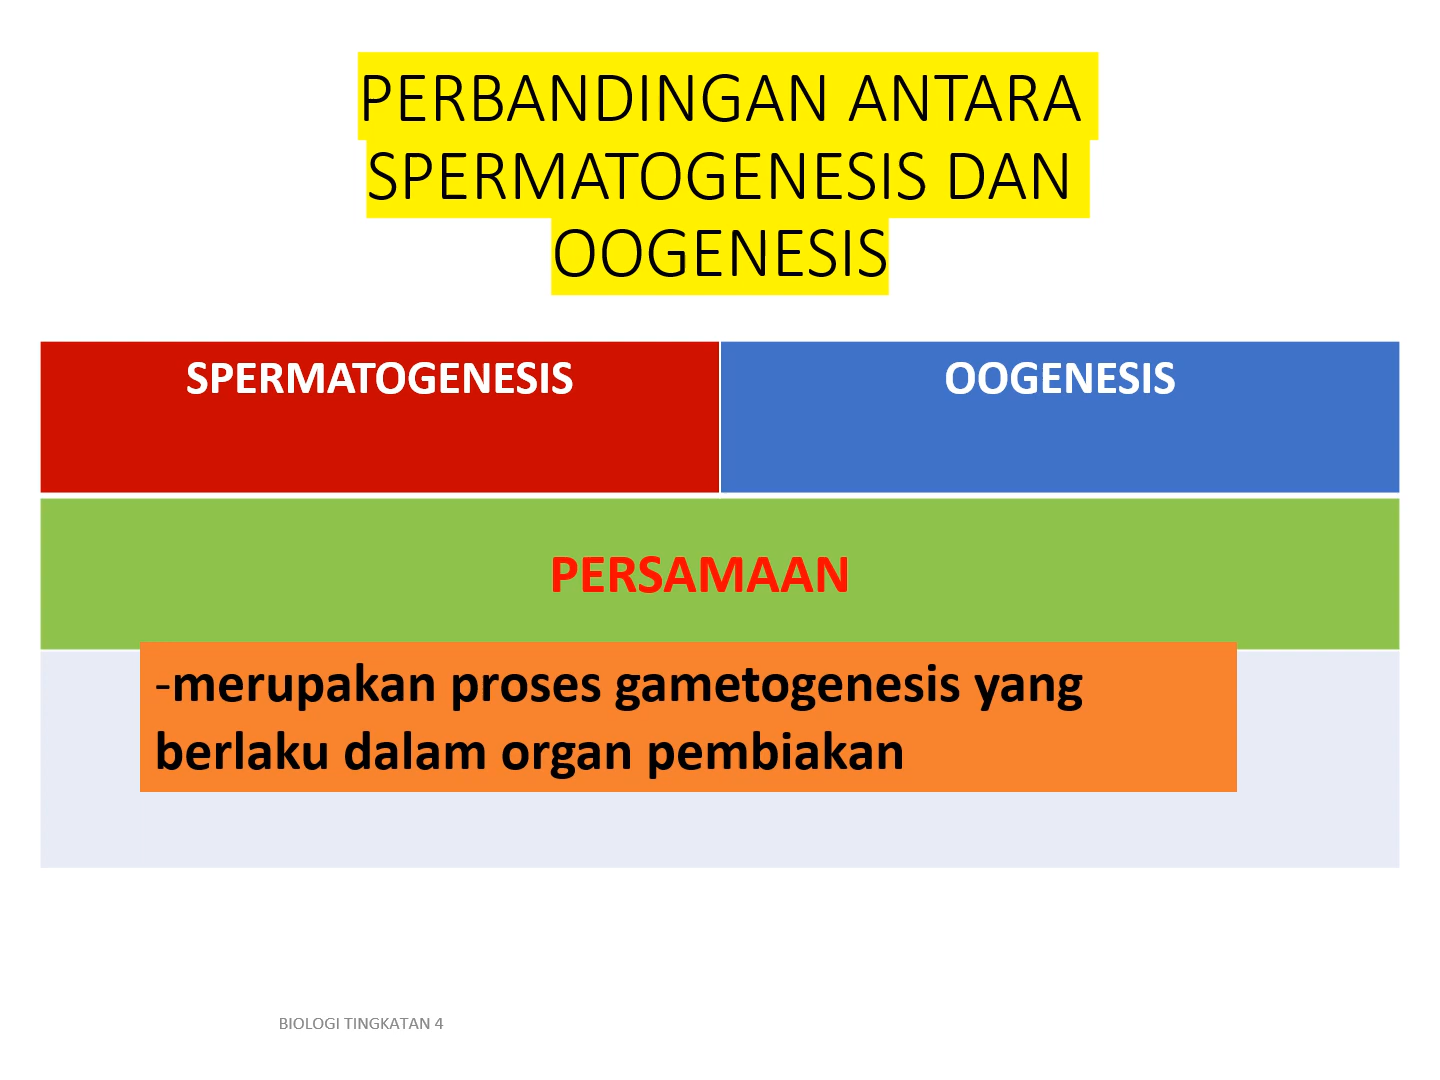 PERBANDINGAN ANTARA
SPERMATOGENESIS DAN
OOGENESIS
SPERMATOGENESIS
OOGENESIS
PERSAMAAN
-merupakan proses gametogenesis yang
berlaku dalam organ pembiakan
BIOLOGI TINGKATAN 4